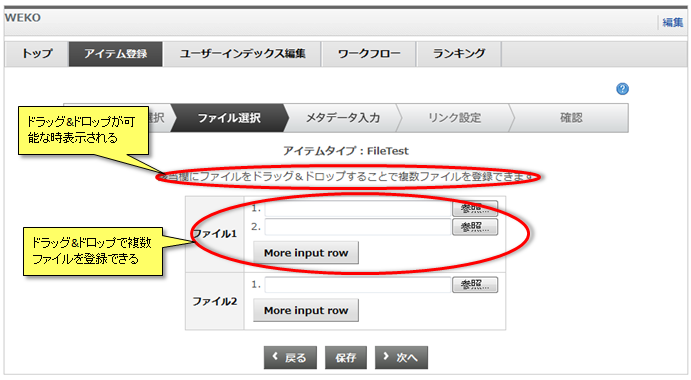 WEKO
編集
トップ アイテム登録 ユーザーインデックス編集 ワークフロー ランキング
?
選択 ファイル選択 メタデータ入力 リンク設定 確認
ドラッグ&ドロップが可
能な時表示される
アイテムタイプ：FileTest
当欄にファイルをドラッグ＆ドロップすることで複数ファイルを登録できます
ファイル1
1. 参照...
2. 参照...
More input row
ドラッグ&ドロップで複数
ファイルを登録できる
ファイル2
1. 参照...
More input row
戻る 保存 次へ